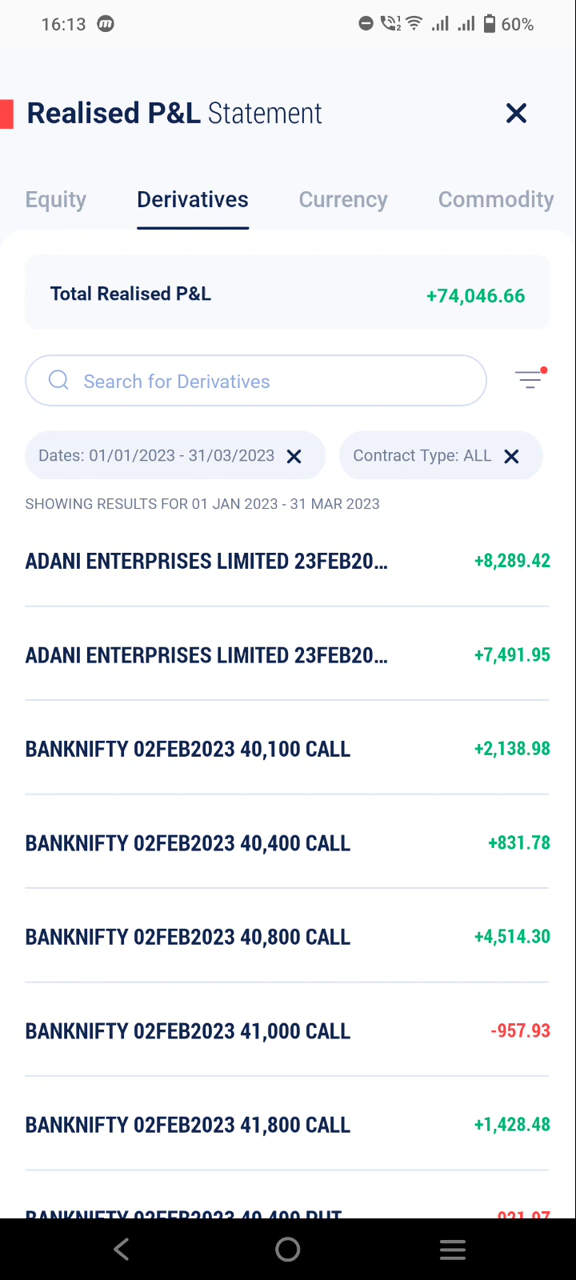 16:13
60%
Realised P&L Statement
Equity Derivatives Currency Commodity
Total Realised P&L +74,046.66
Search for Derivatives
Dates: 01/01/2023 - 31/03/2023 Contract Type: ALL
SHOWING RESULTS FOR 01 JAN 2023 - 31 MAR 2023
ADANI ENTERPRISES LIMITED 23FEB20... +8,289.42
ADANI ENTERPRISES LIMITED 23FEB20... +7,491.95
BANKNIFTY 02FEB2023 40,100 CALL +2,138.98
BANKNIFTY 02FEB2023 40,400 CALL +831.78
BANKNIFTY 02FEB2023 40,800 CALL +4,514.30
BANKNIFTY 02FEB2023 41,000 CALL -957.93
BANKNIFTY 02FEB2023 41,800 CALL +1,428.48
BANKNIFTY 02FEB2023